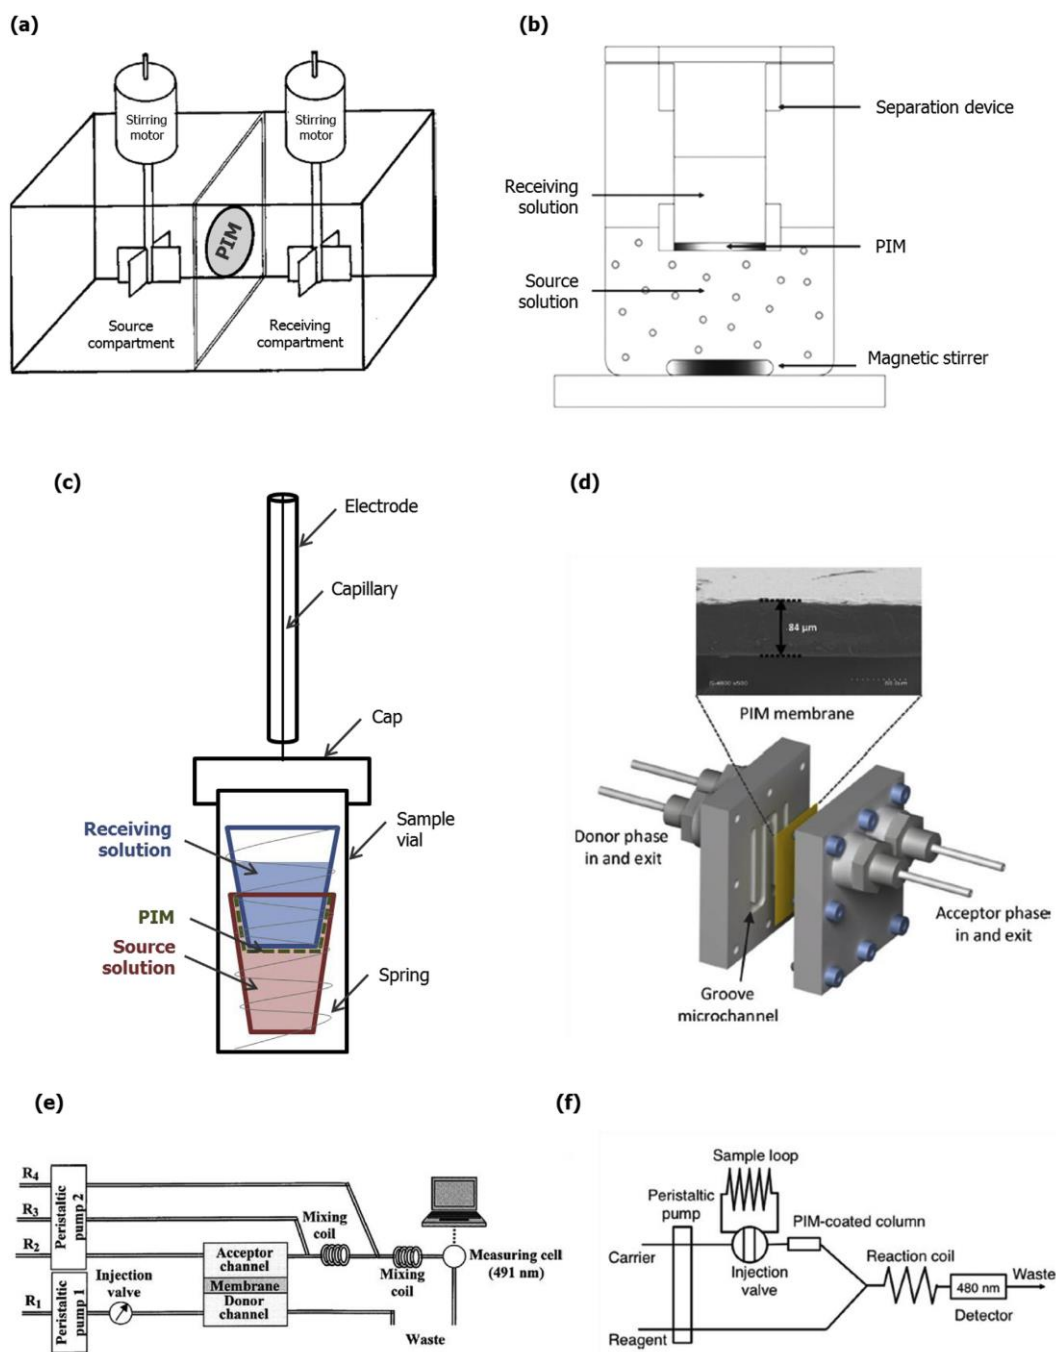 (a)
Stirring
motor
Stirring
motor
PIM
Source
compartment
Receiving
compartment
(b)
Separation device
Receiving
solution
PIM
Source
solution
Magnetic stirrer
(c)
Electrode
Capillary
Cap
Receiving
solution
Sample
vial
PIM
Source
solution
Spring
(d)
84 µm
PIM membrane
Donor phase
in and exit
Acceptor phase
in and exit
Groove
microchannel
(e)
R4
R3
R2
R1
Peristaltic
pump 2
Peristaltic
pump 1
Injection
valve
Acceptor
channel
Membrane
Donor
channel
Mixing
coil
Mixing
coil
Measuring cell
(491 nm)
Waste
(f)
Sample loop
Peristaltic
pump
PIM-coated column
Carrier
Injection
valve
Reaction coil
480 nm
Waste
Detector
Reagent